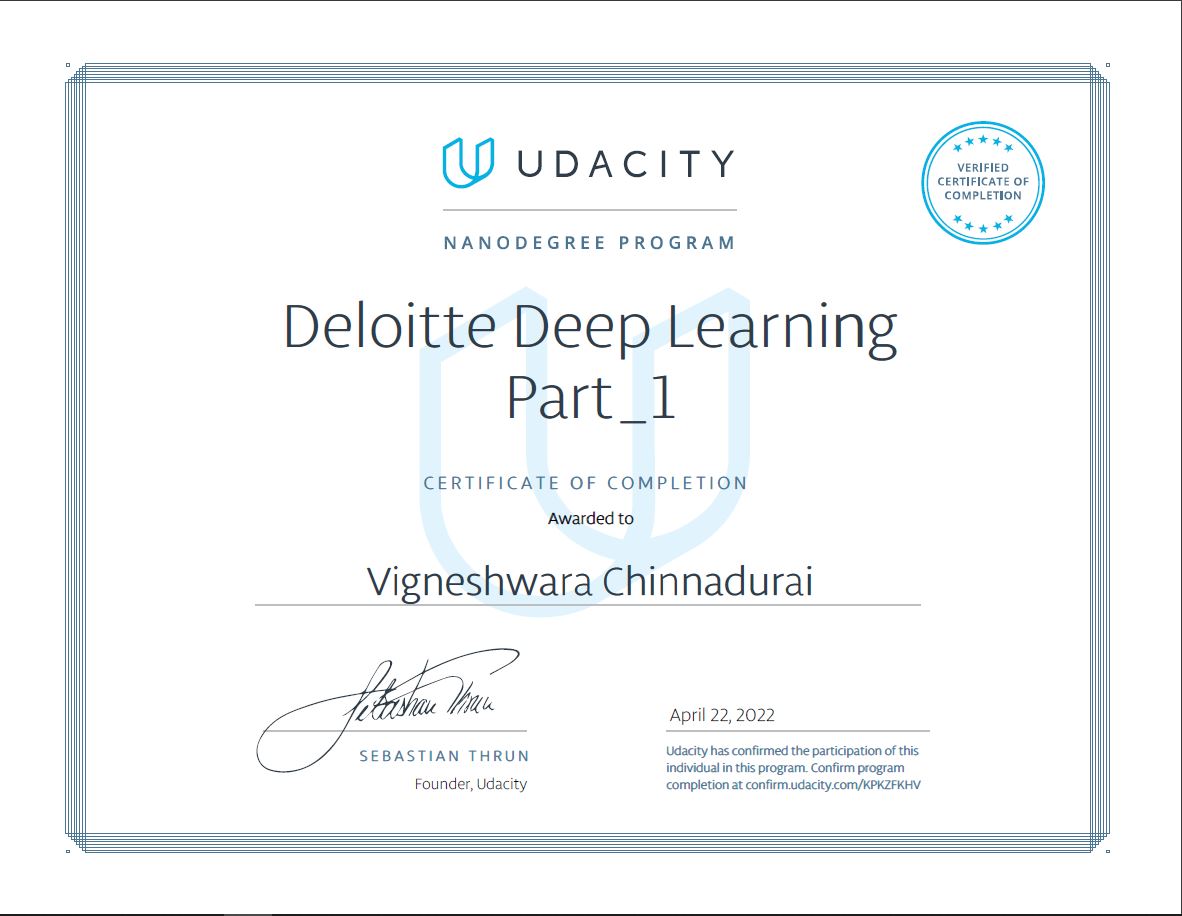 UDACITY
VERIFIED
CERTIFICATE OF
COMPLETION
NANODEGREE PROGRAM
Deloitte Deep Learning
Part_1
CERTIFICATE OF COMPLETION
Awarded to
Vigneshwara Chinnadurai
Sebastian Thrun
SEBASTIAN THRUN
Founder, Udacity
April 22, 2022
Udacity has confirmed the participation of this
individual in this program. Confirm program
completion at confirm.udacity.com/KPKZFKHV